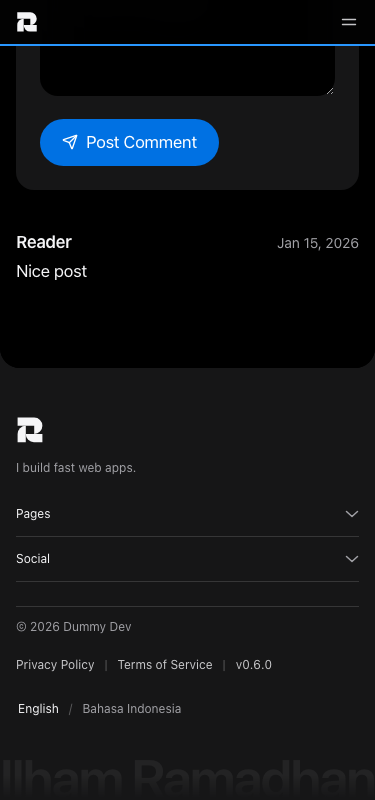 Post Comment
Reader
Jan 15, 2026
Nice post
I build fast web apps.
Pages
Social
© 2026 Dummy Dev
Privacy Policy | Terms of Service | v0.6.0
English / Bahasa Indonesia
Ilham Ramadhan